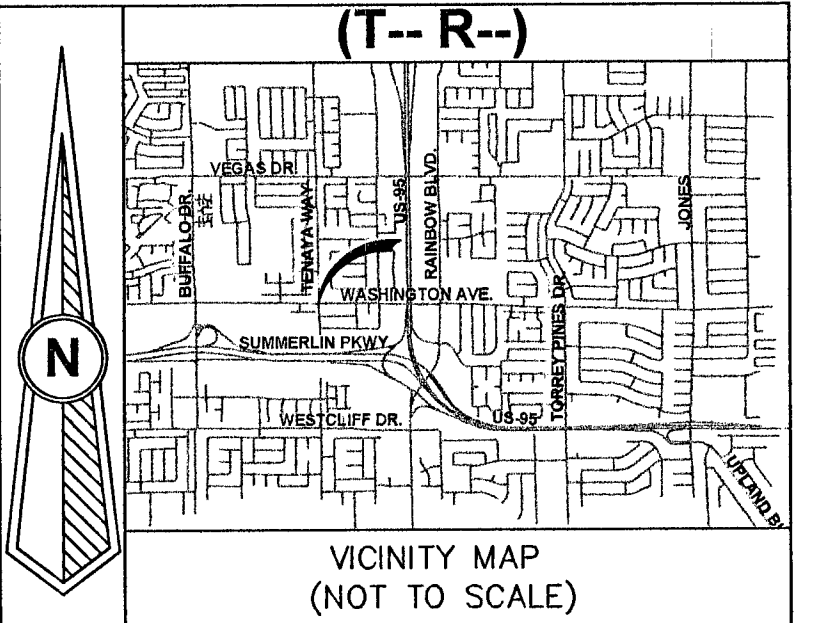 (T-- R--)
VEGAS DR.
BUFFALO DR.
TENAYA WAY
US-95
RAINBOW BLVD.
JONES
WASHINGTON AVE.
TORREY PINES DR.
SUMMERLIN PKWY.
WESTCLIFF DR.
US-95
UPLAND
N
VICINITY MAP
(NOT TO SCALE)